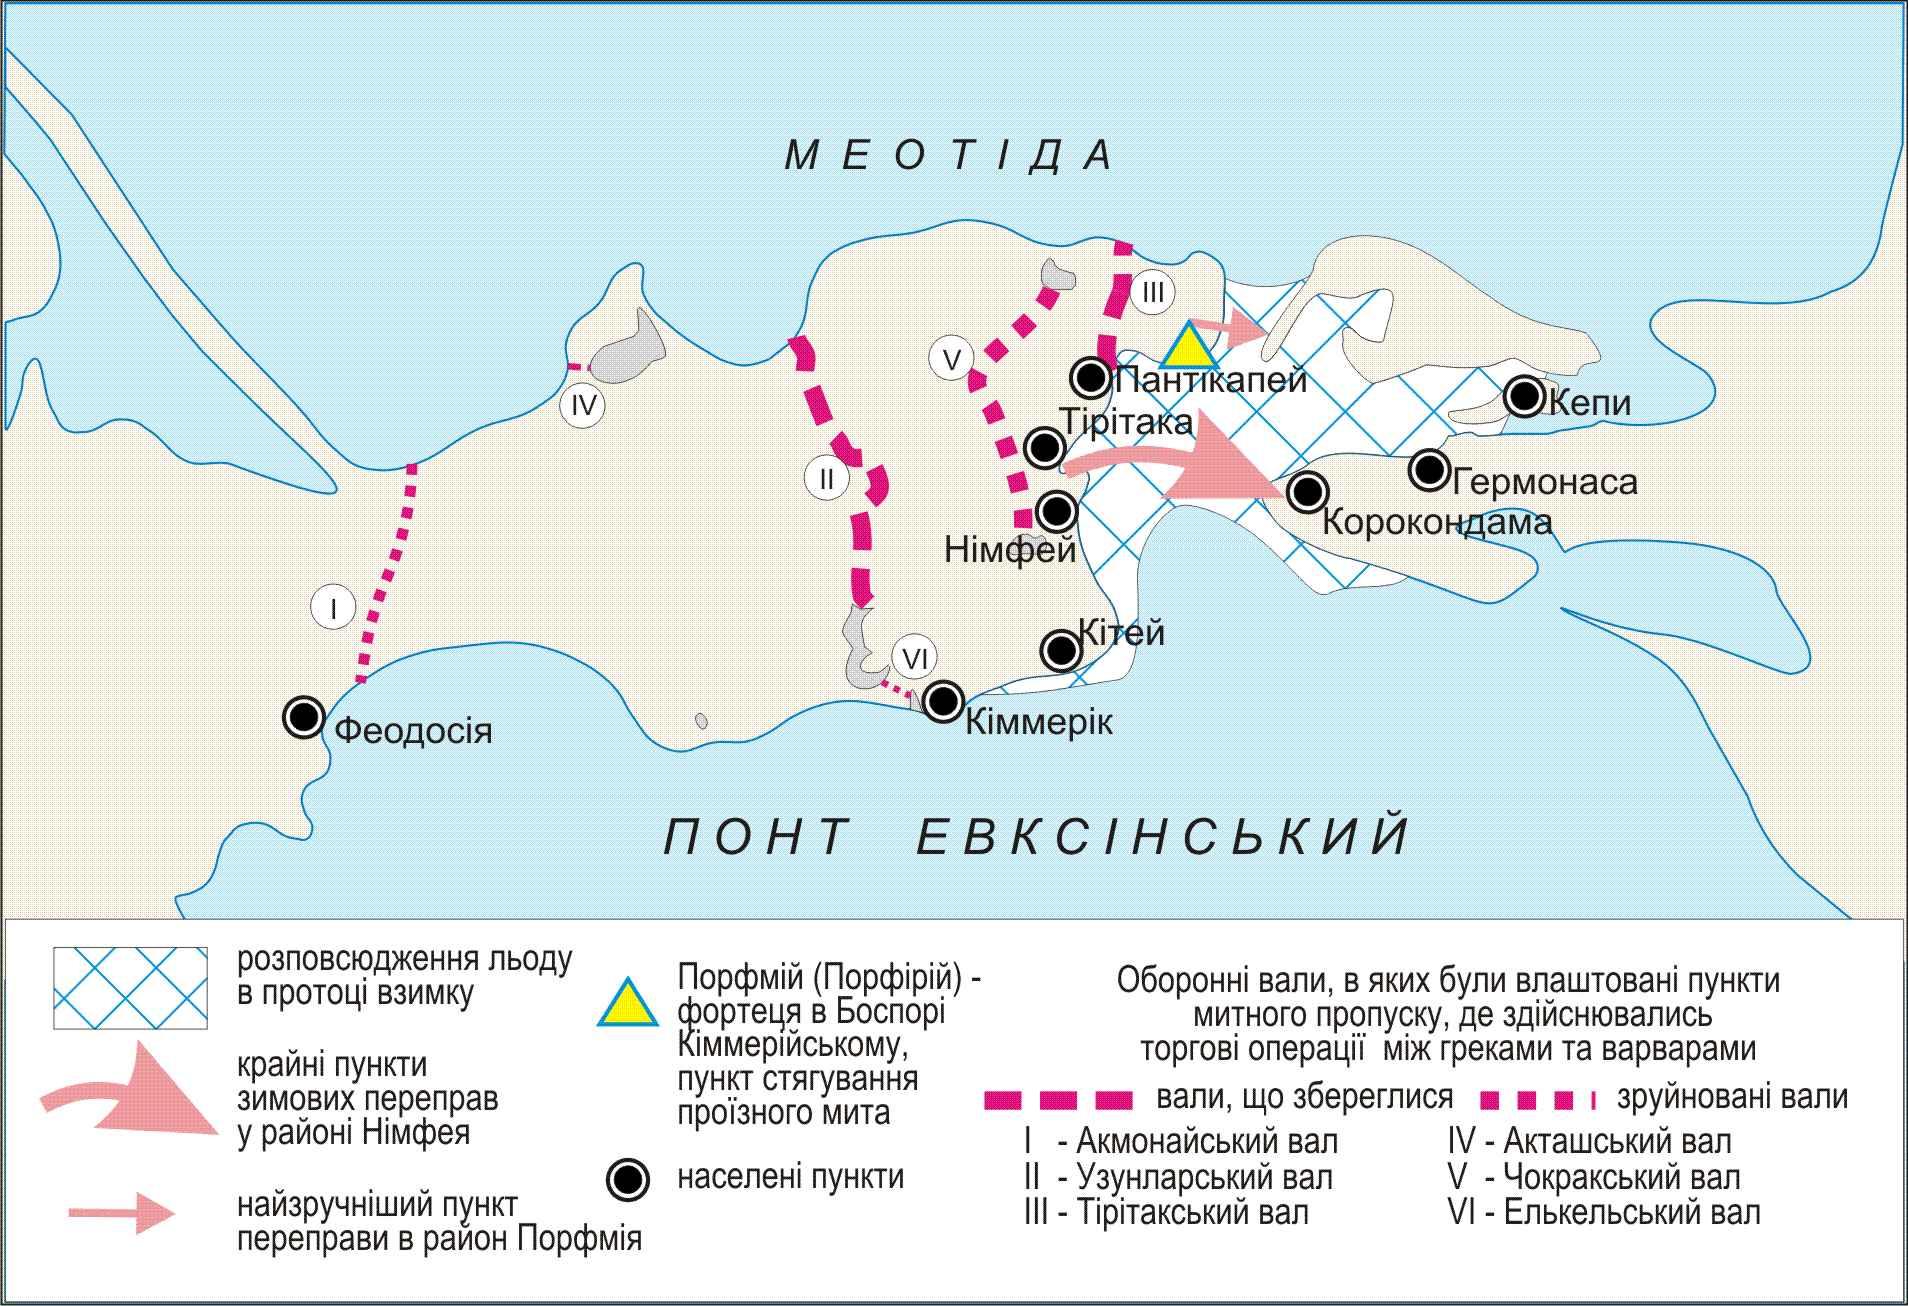 МЕОТІДА
III
V
IV
Пантікапей
Кепи
Тірітака
II
Гермонаса
Корокондама
Німфей
I
Кітей
VI
Кіммерік
Феодосія
ПОНТ ЕВКСІНСЬКИЙ
розповсюдження льоду
в протоці взимку
крайні пункти
зимових переправ
у районі Німфея
найзручніший пункт
переправи в район Порфмія
Порфмій (Порфірій) -
фортеця в Боспорі
Кіммерійському,
пункт стягування
проїзного мита
населені пункти
Оборонні вали, в яких були влаштовані пункти
митного пропуску, де здійснювались
торгові операції між греками та варварами
вали, що збереглися
зруйновані вали
I - Акмонайський вал
II - Узунларський вал
III - Тірітакський вал
IV - Акташський вал
V - Чокракський вал
VI - Елькельський вал